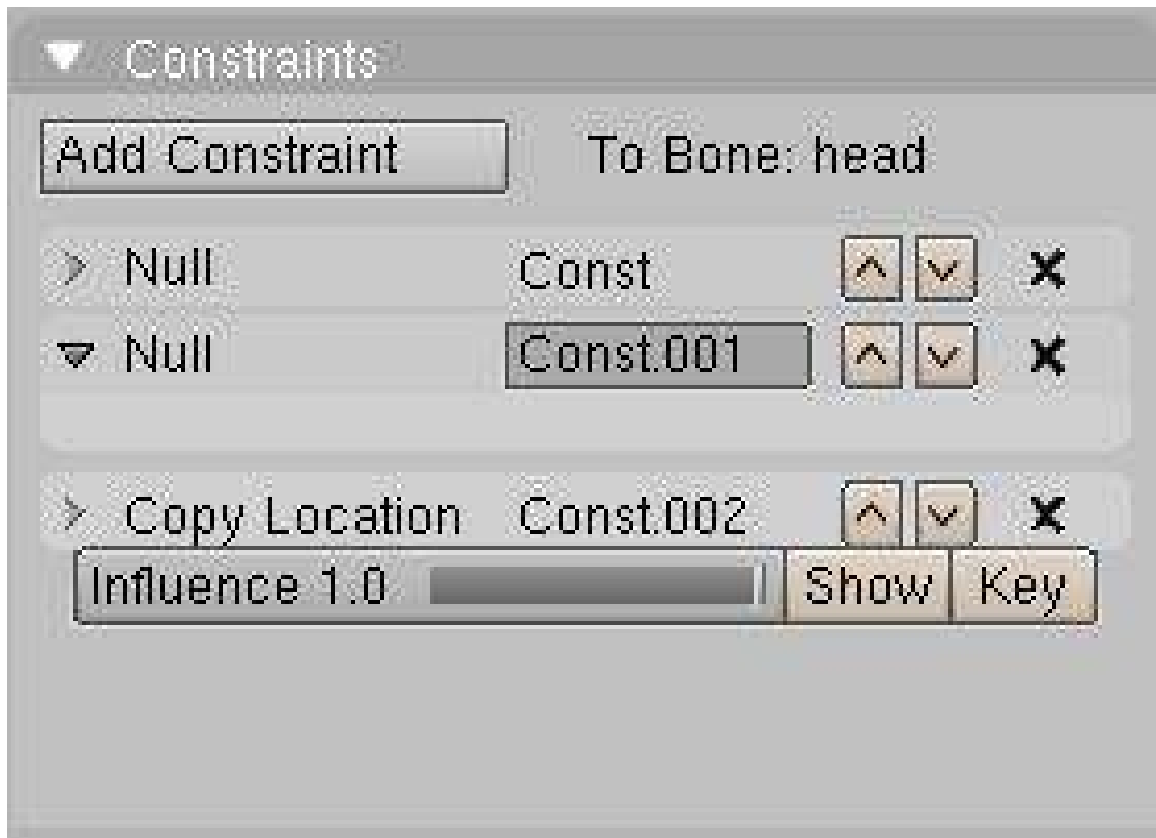 Constraints
Add Constraint To Bone: head
Null Const
Null Const.001
Copy Location Const.002
Influence 1.0 Show Key